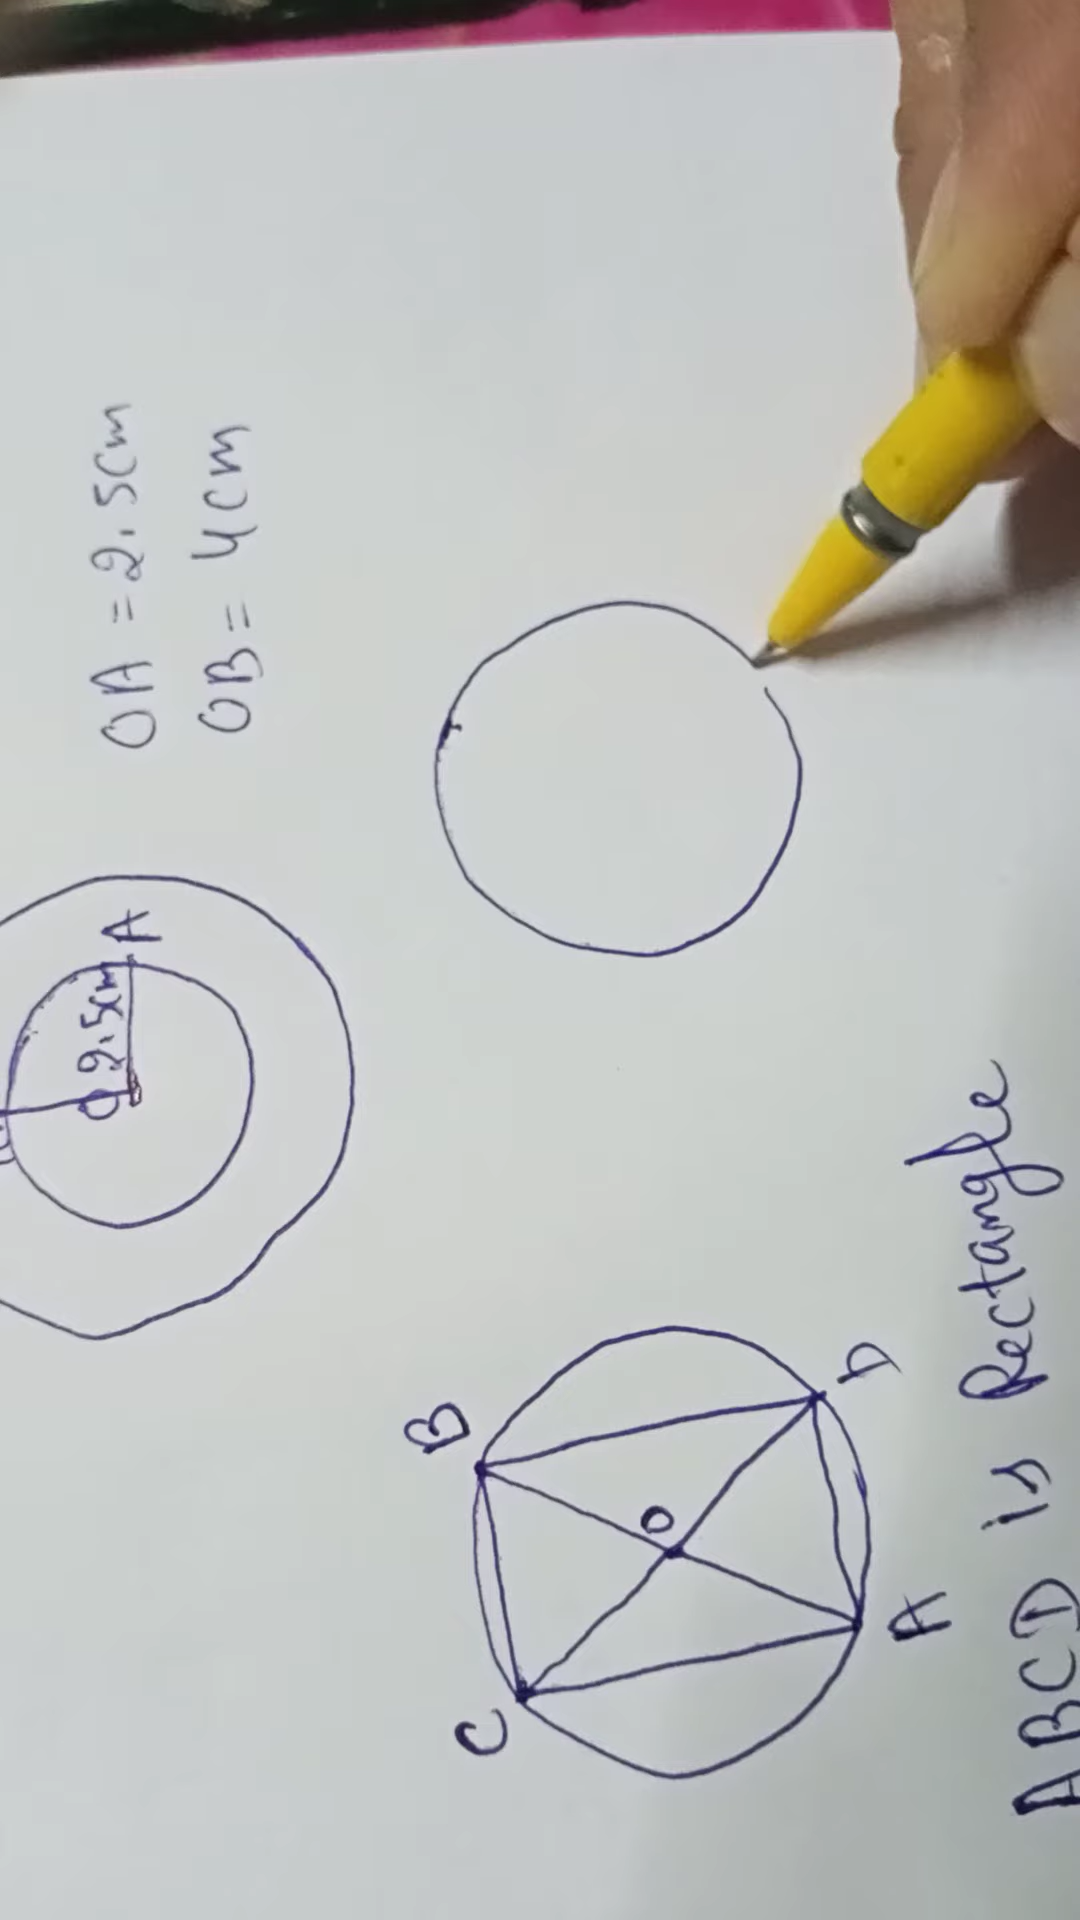 OA = 2.5cm
OB = 4cm
2.5cm
A
O
B
D
O
C
A
ABCD is Rectangle